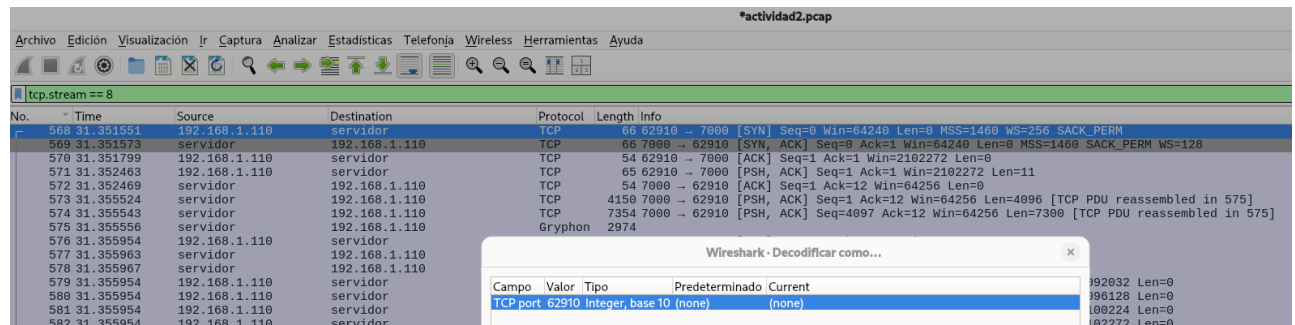 *actividad2.pcap
Archivo Edición Visualización Ir Captura Analizar Estadísticas Telefonía Wireless Herramientas Ayuda
tcp.stream == 8
No. Time Source Destination Protocol Length Info
568 31.351551 192.168.1.110 servidor TCP 66 62910 → 7000 [SYN] Seq=0 Win=64240 Len=0 MSS=1460 WS=256 SACK_PERM
569 31.351573 servidor 192.168.1.110 TCP 66 7000 → 62910 [SYN, ACK] Seq=0 Ack=1 Win=64240 Len=0 MSS=1460 SACK_PERM WS=128
570 31.351799 192.168.1.110 servidor TCP 54 62910 → 7000 [ACK] Seq=1 Ack=1 Win=2102272 Len=0
571 31.352463 192.168.1.110 servidor TCP 65 62910 → 7000 [PSH, ACK] Seq=1 Ack=1 Win=2102272 Len=11
572 31.352469 servidor 192.168.1.110 TCP 54 7000 → 62910 [ACK] Seq=1 Ack=12 Win=64256 Len=0
573 31.355524 servidor 192.168.1.110 TCP 4150 7000 → 62910 [PSH, ACK] Seq=1 Ack=12 Win=64256 Len=4096 [TCP PDU reassembled in 575]
574 31.355543 servidor 192.168.1.110 TCP 7354 7000 → 62910 [PSH, ACK] Seq=4097 Ack=12 Win=64256 Len=7300 [TCP PDU reassembled in 575]
575 31.355556 servidor 192.168.1.110 Gryphon 2974
576 31.355954 192.168.1.110 servidor
577 31.355963 servidor 192.168.1.110
578 31.355967 servidor 192.168.1.110
579 31.355954 192.168.1.110 servidor 092032 Len=0
580 31.355954 192.168.1.110 servidor 096128 Len=0
581 31.355954 192.168.1.110 servidor 100224 Len=0
582 31.355954 192.168.1.110 servidor 102272 Len=0
Wireshark · Decodificar como...
Campo Valor Tipo Predeterminado Current
TCP port 62910 Integer, base 10 (none) (none)